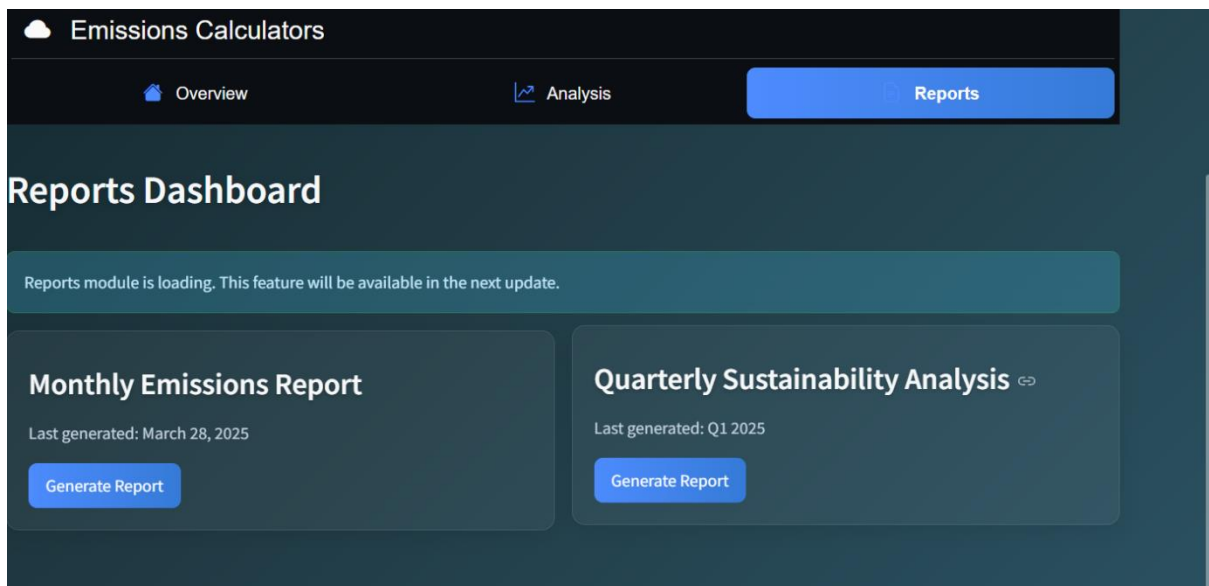 Emissions Calculators
Overview
Analysis
Reports
Reports Dashboard
Reports module is loading. This feature will be available in the next update.
Monthly Emissions Report
Last generated: March 28, 2025
Generate Report
Quarterly Sustainability Analysis
Last generated: Q1 2025
Generate Report